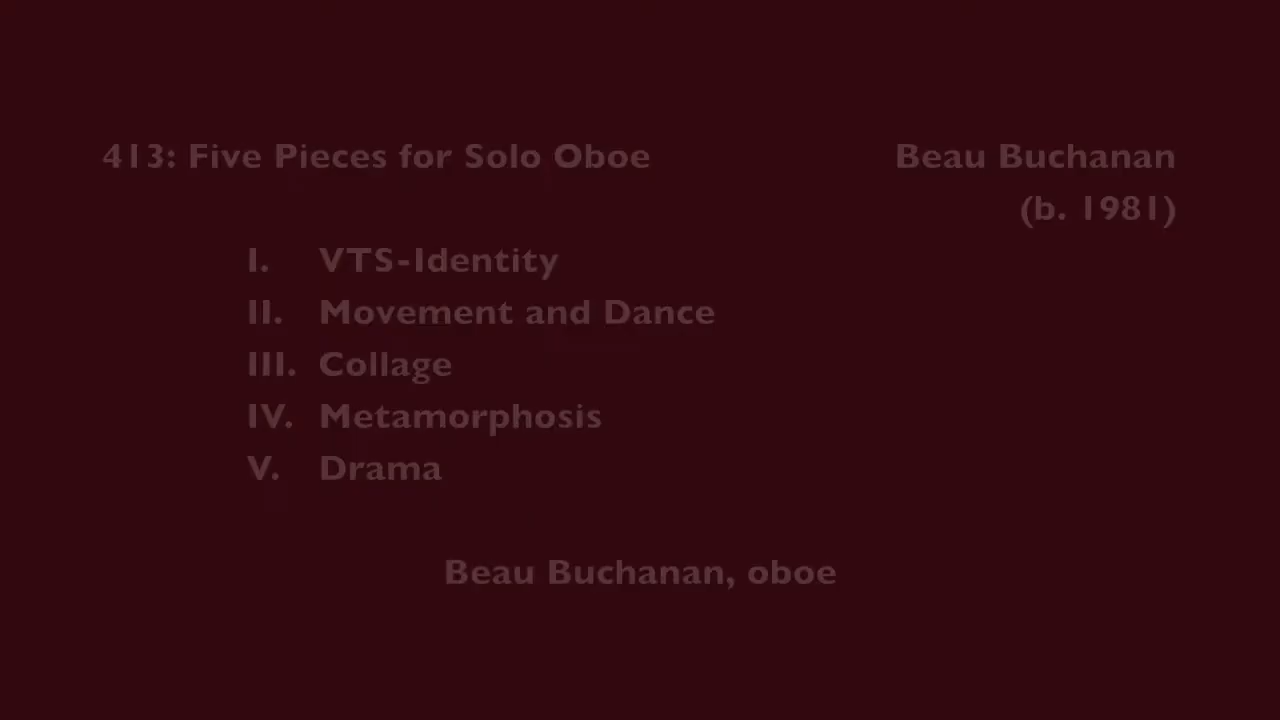 413: Five Pieces for Solo Oboe Beau Buchanan
(b. 1981)
I. VTS-Identity
II. Movement and Dance
III. Collage
IV. Metamorphosis
V. Drama
Beau Buchanan, oboe